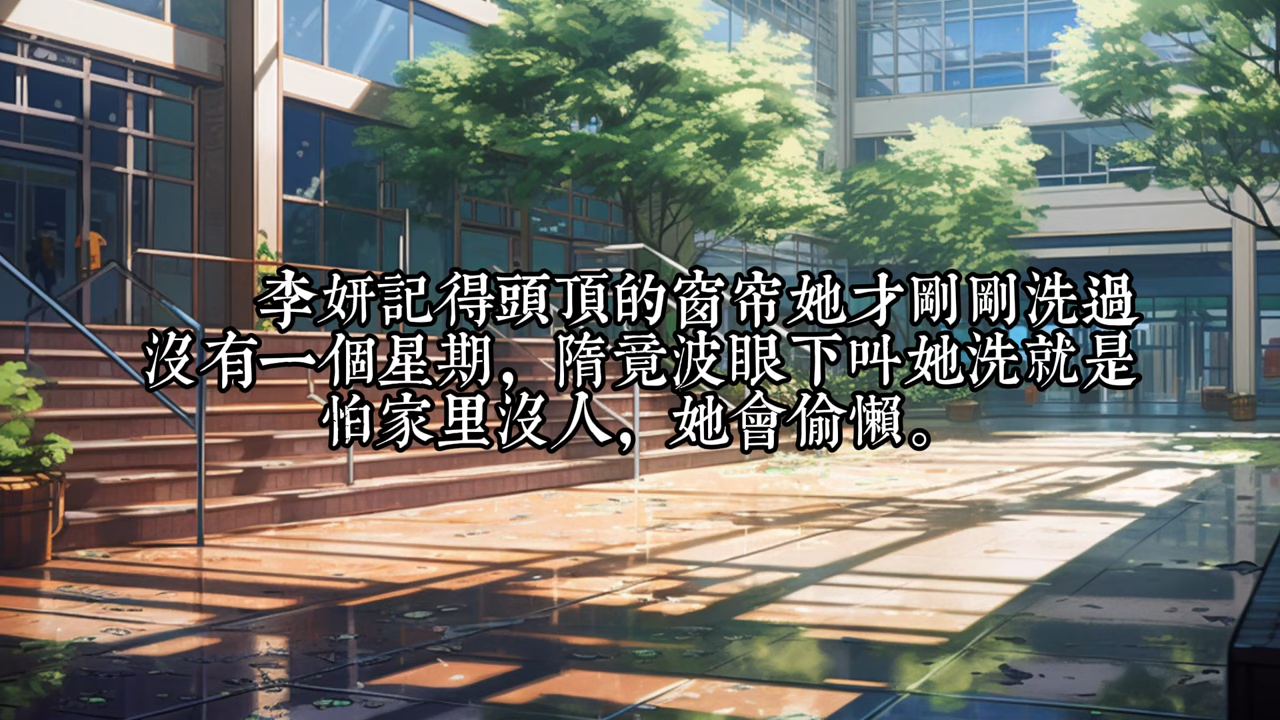 李妍記得頭頂的窗帘她才剛剛洗過
沒有一個星期，隋竟波眼下叫她洗就是
怕家里沒人，她會偷懶。